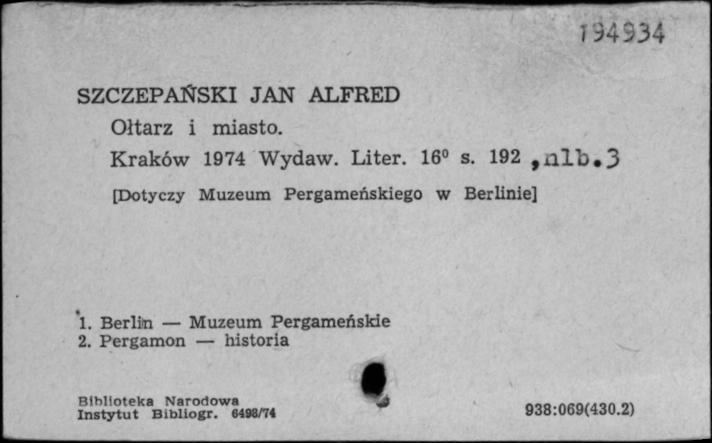 194934
SZCZEPAŃSKI JAN ALFRED
Ołtarz i miasto.
Kraków 1974 Wydaw. Liter. 16⁰ s. 192 ,nlb.3
[Dotyczy Muzeum Pergameńskiego w Berlinie]
1. Berlin — Muzeum Pergameńskie
2. Pergamon — historia
Biblioteka Narodowa
Instytut Bibliogr. 6498/74
938:069(430.2)